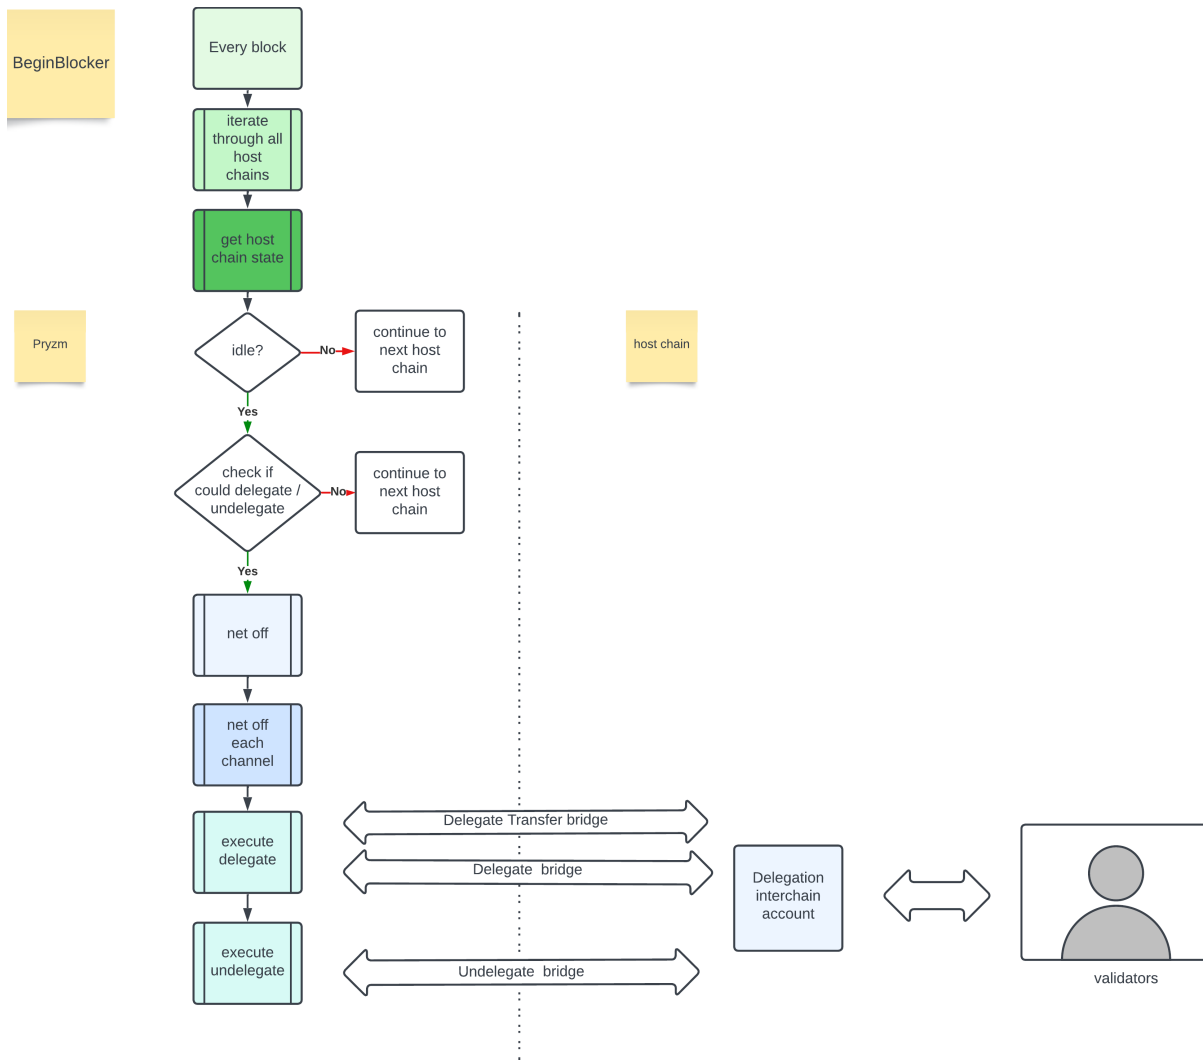 BeginBlocker
Every block
iterate
through all
host
chains
get host
chain state
Pryzm
idle?
No
continue to
next host
chain
host chain
Yes
check if
could delegate /
undelegate
No
continue to
next host
chain
Yes
net off
net off
each
channel
Delegate Transfer bridge
execute
delegate
Delegate  bridge
Delegation
interchain
account
execute
undelegate
Undelegate  bridge
validators